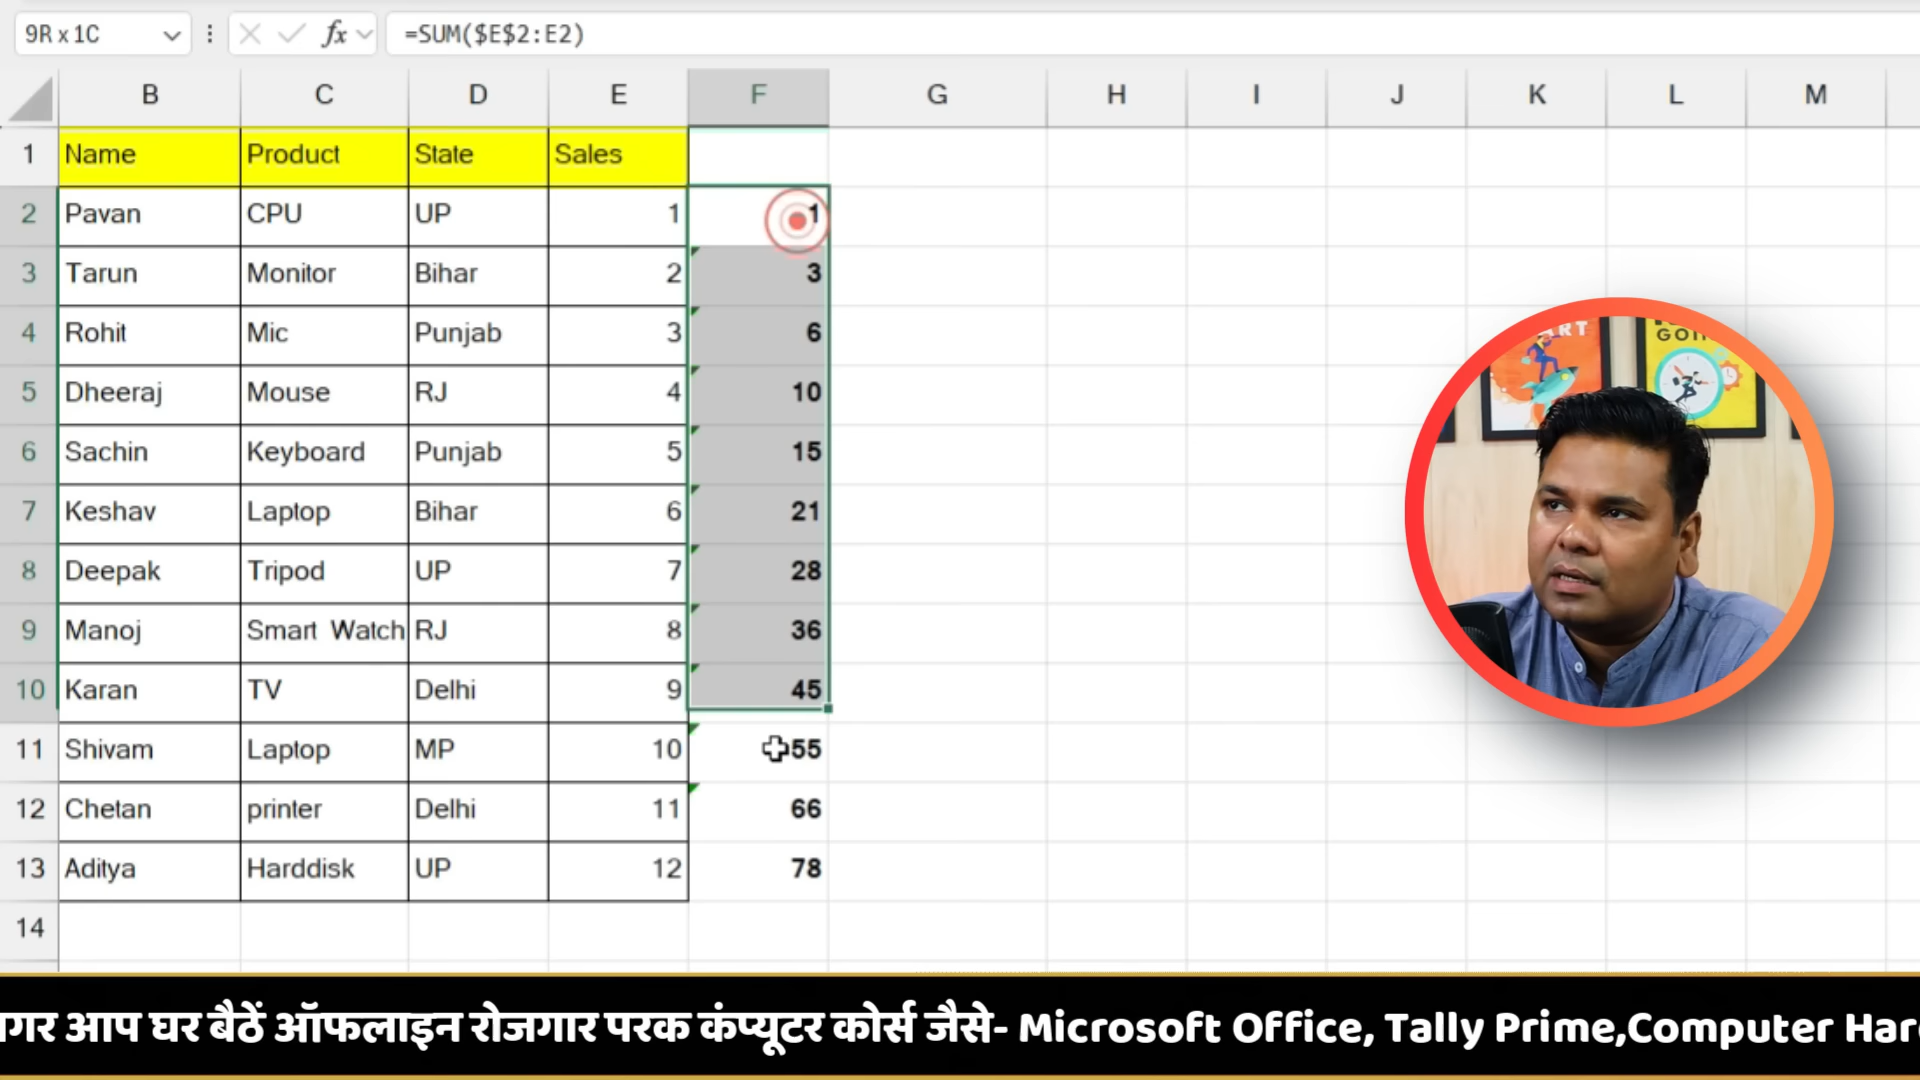 9R x 1C fx =SUM($E$2:E2)
B C D E F G H I J K L M
1 Name Product State Sales
2 Pavan CPU UP 1 1
3 Tarun Monitor Bihar 2 3
4 Rohit Mic Punjab 3 6
5 Dheeraj Mouse RJ 4 10
6 Sachin Keyboard Punjab 5 15
7 Keshav Laptop Bihar 6 21
8 Deepak Tripod UP 7 28
9 Manoj Smart Watch RJ 8 36
10 Karan TV Delhi 9 45
11 Shivam Laptop MP 10 55
12 Chetan printer Delhi 11 66
13 Aditya Harddisk UP 12 78
14
गर आप घर बैठें ऑफलाइन रोजगार परक कंप्यूटर कोर्स जैसे- Microsoft Office, Tally Prime,Computer Har